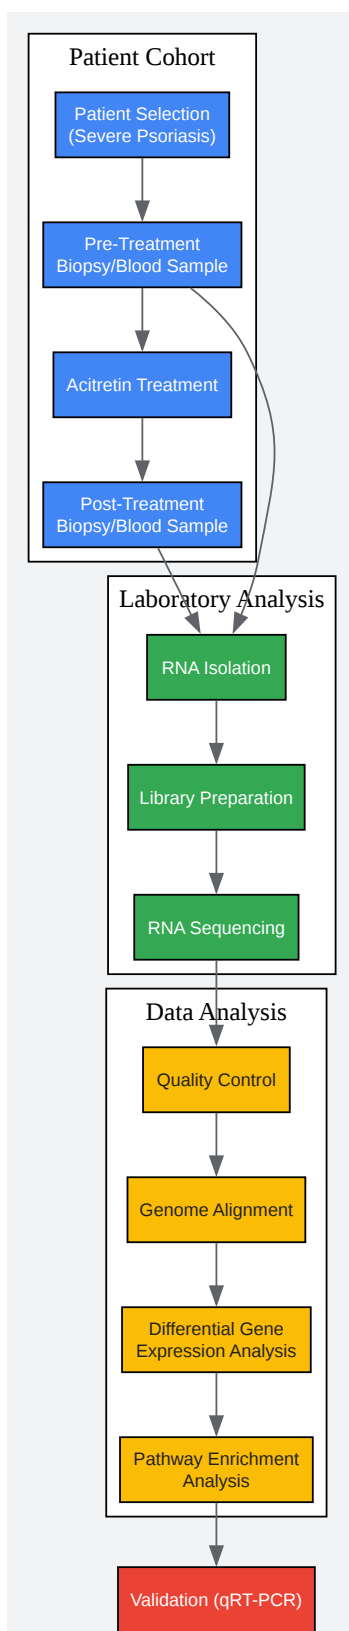 Patient Cohort
Patient Selection
(Severe Psoriasis)
Pre-Treatment
Biopsy/Blood Sample
Acitretin Treatment
Post-Treatment
Biopsy/Blood Sample
Laboratory Analysis
RNA Isolation
Library Preparation
RNA Sequencing
Data Analysis
Quality Control
Genome Alignment
Differential Gene
Expression Analysis
Pathway Enrichment
Analysis
Validation (qRT-PCR)